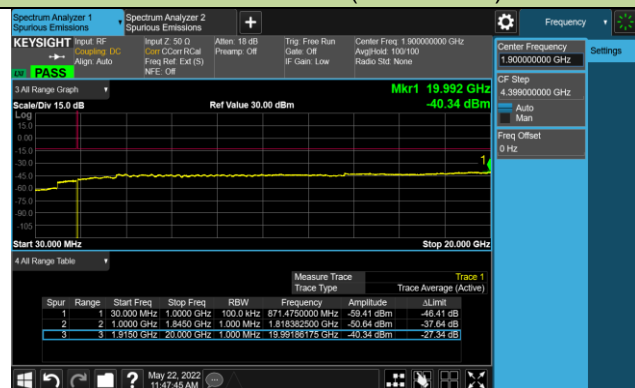 Spectrum Analyzer 1
Spurious Emissions
Spectrum Analyzer 2
Spurious Emissions
+
Frequency
KEYSIGHT
Input: RF
Coupling: DC
Align: Auto
Input Z: 50 Ω
Corr CCorr RCal
Freq Ref: Ext (S)
NFE: Off
Atten: 18 dB
Preamp: Off
Trig: Free Run
Gate: Off
IF Gain: Low
Center Freq: 1.900000000 GHz
Avg|Hold: 100/100
Radio Std: None
PASS
Center Frequency
1.900000000 GHz
Settings
CF Step
4.399000000 GHz
Auto
Man
Freq Offset
0 Hz
3 All Range Graph
Mkr1 19.992 GHz
-40.34 dBm
Scale/Div 15.0 dB
Ref Value 30.00 dBm
Log
15.0
0.00
-15.0
-30.0
-45.0
-60.0
-75.0
-90.0
-105
1
Start 30.000 MHz
Stop 20.000 GHz
4 All Range Table
Measure Trace Trace 1
Trace Type Trace Average (Active)
Spur Range Start Freq Stop Freq RBW Frequency Amplitude ΔLimit
1 1 30.000 MHz 1.0000 GHz 100.0 kHz 871.4750000 MHz -59.41 dBm -46.41 dB
2 2 1.0000 GHz 1.8450 GHz 1.000 MHz 1.818382500 GHz -50.64 dBm -37.64 dB
3 3 1.9150 GHz 20.000 GHz 1.000 MHz 19.99186175 GHz -40.34 dBm -27.34 dB
?
May 22, 2022
11:47:45 AM